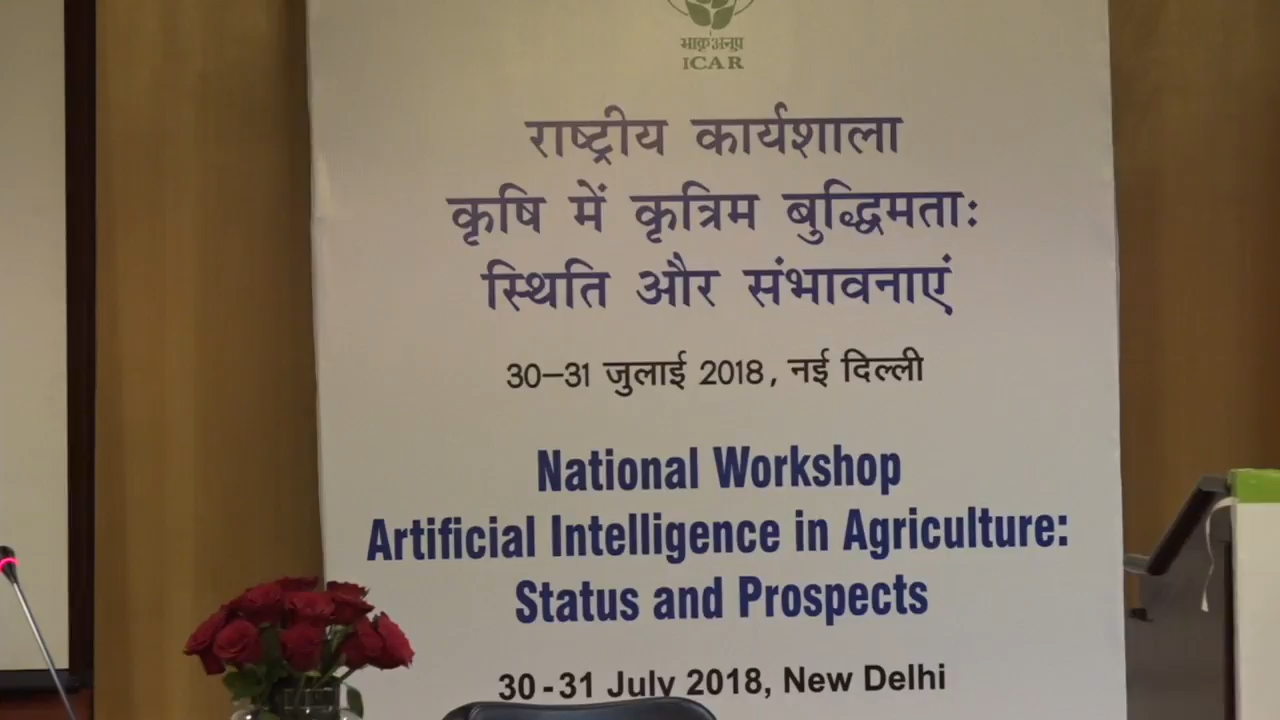 भाकृअनुप
ICAR
राष्ट्रीय कार्यशाला
कृषि में कृत्रिम बुद्धिमताः
स्थिति और संभावनाएं
30–31 जुलाई 2018, नई दिल्ली
National Workshop
Artificial Intelligence in Agriculture:
Status and Prospects
30-31 July 2018, New Delhi